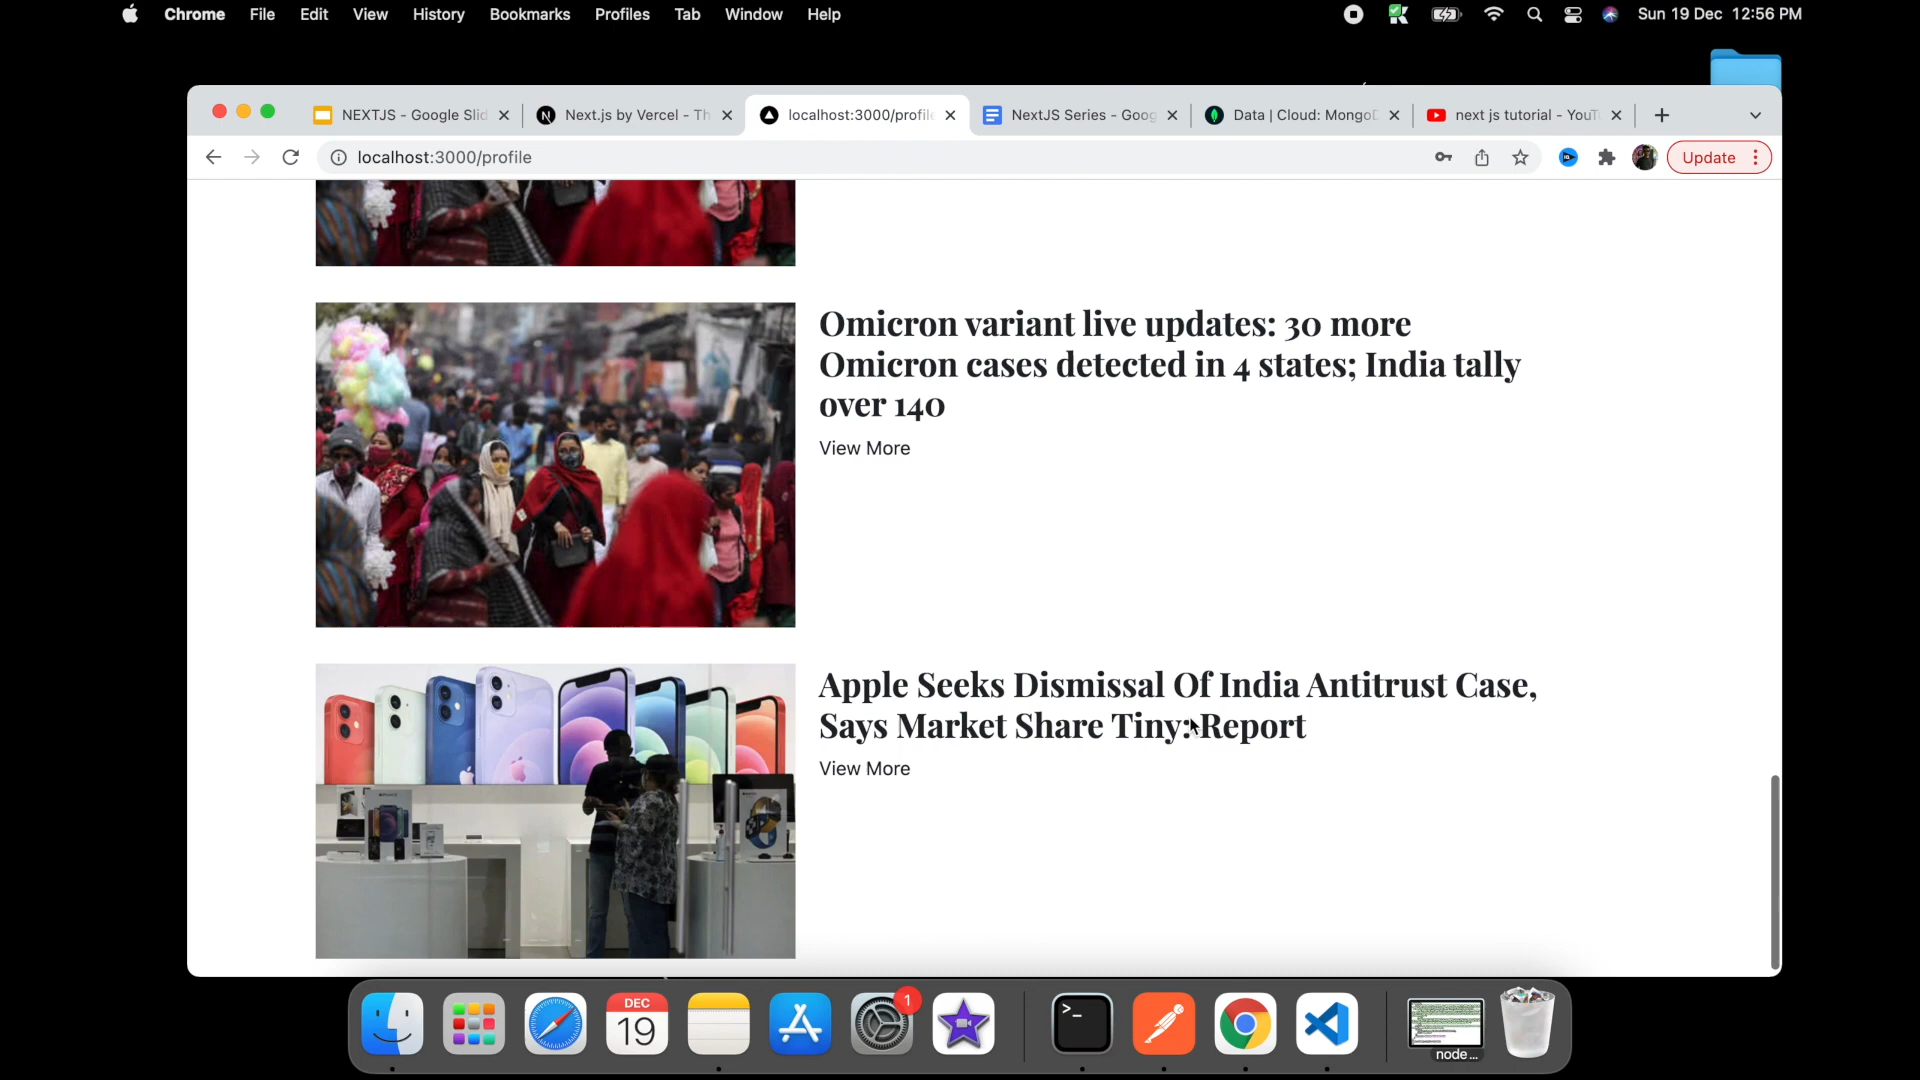 Chrome File Edit View History Bookmarks Profiles Tab Window Help Sun 19 Dec 12:56 PM
NEXTJS - Google Slid Next.js by Vercel - Th localhost:3000/profile NextJS Series - Goog Data | Cloud: MongoD next js tutorial - YouTu
localhost:3000/profile Update
Omicron variant live updates: 30 more
Omicron cases detected in 4 states; India tally
over 140
View More
Apple Seeks Dismissal Of India Antitrust Case,
Says Market Share Tiny: Report
View More
DEC
19
1
>_
node...